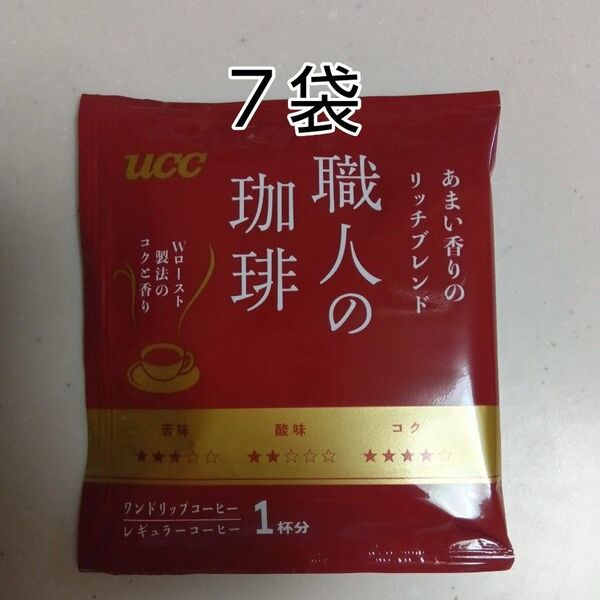 7袋
UCC
あまい香りの
リッチブレンド
職人の
珈琲
Wロースト
製法の
コクと香り
苦味
酸味
コク
★★★☆☆
★★☆☆☆
★★★★☆
ワンドリップコーヒー
レギュラーコーヒー
1杯分